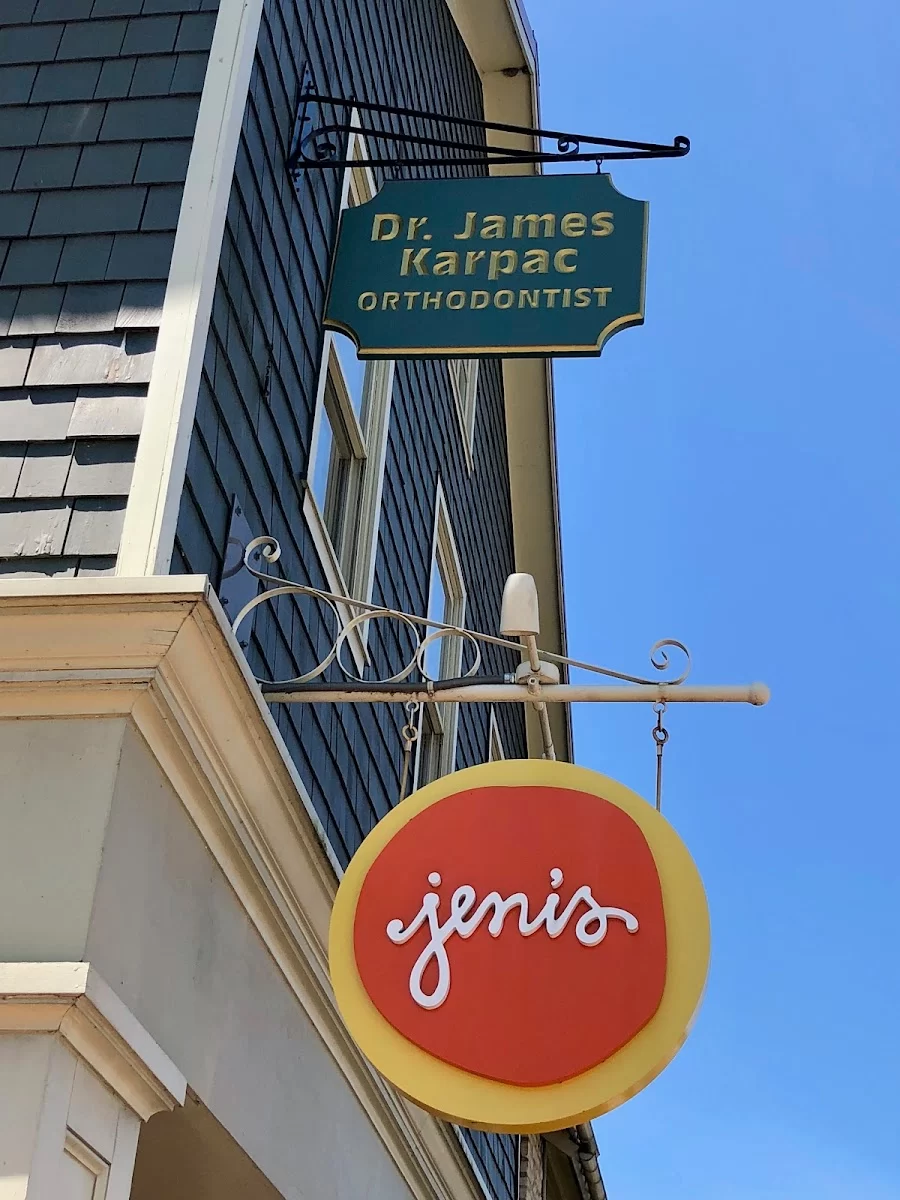 Dr. James
Karpac
ORTHODONTIST
jeni's